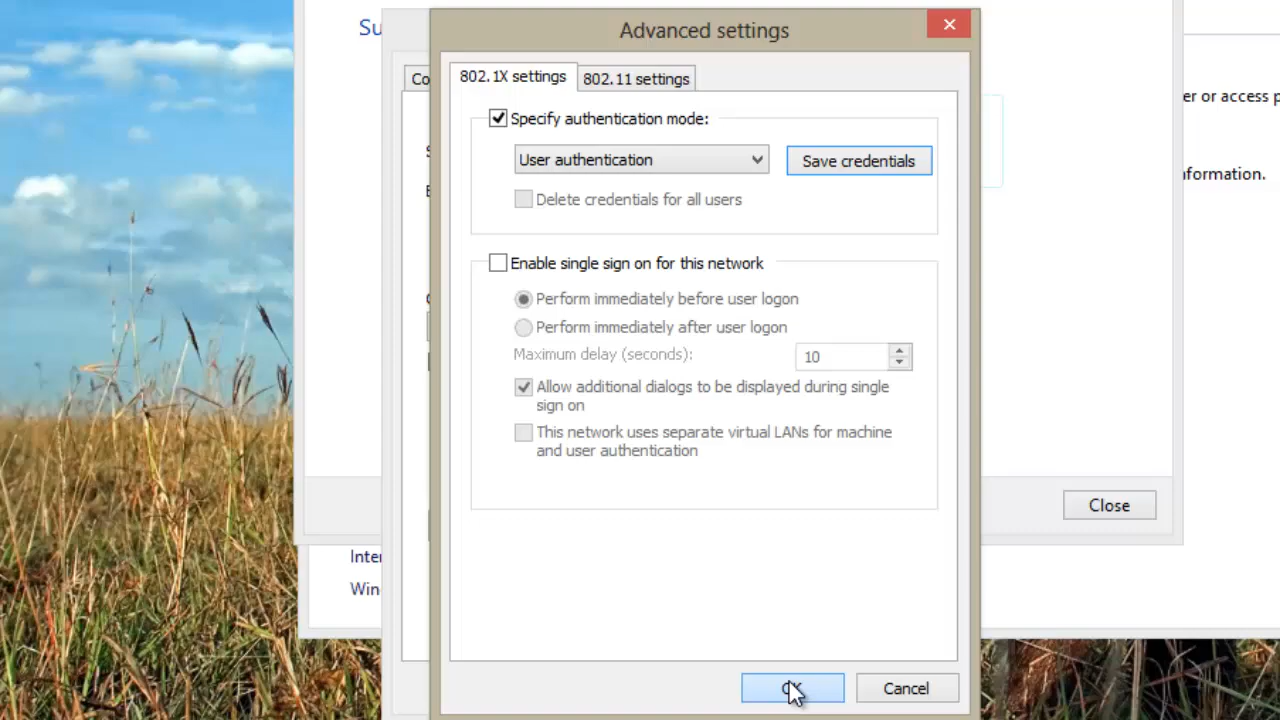 Su
Advanced settings
Co
802.1X settings
802.11 settings
er or access p
Specify authentication mode:
User authentication
Save credentials
nformation.
Delete credentials for all users
Enable single sign on for this network
Perform immediately before user logon
Perform immediately after user logon
Maximum delay (seconds):
10
Allow additional dialogs to be displayed during single
sign on
This network uses separate virtual LANs for machine
and user authentication
Close
Inter
Win
OK
Cancel